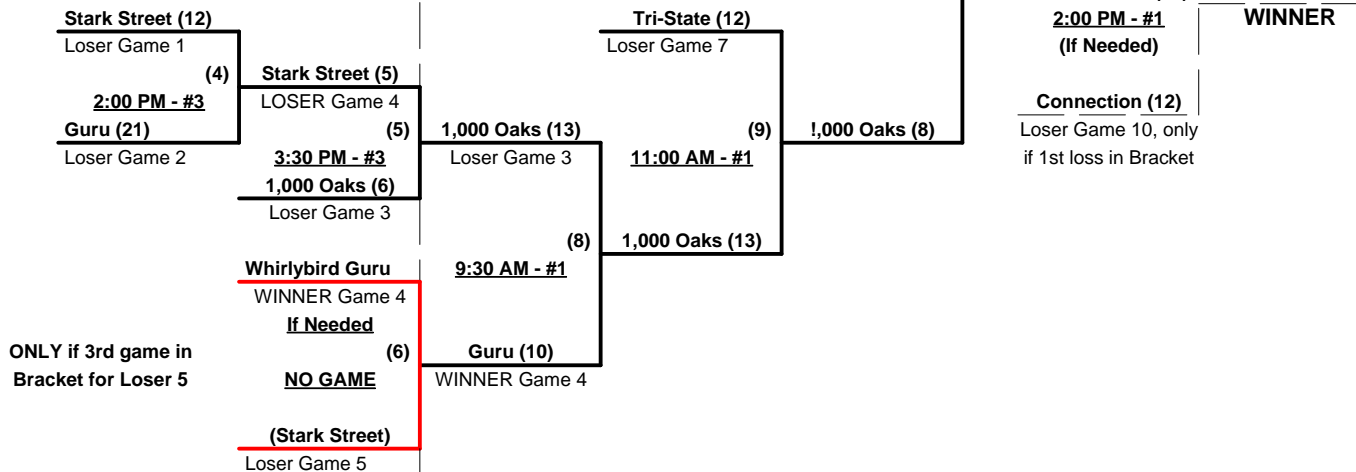 Stark Street (12)
Loser Game 1
(4)
2:00 PM - #3
Guru (21)
Loser Game 2
Stark Street (5)
LOSER Game 4
(5)
3:30 PM - #3
1,000 Oaks (6)
Loser Game 3
Whirlybird Guru
WINNER Game 4
If Needed
(6)
NO GAME
(Stark Street)
Loser Game 5
ONLY if 3rd game in
Bracket for Loser 5
1,000 Oaks (13)
Loser Game 3
(8)
9:30 AM - #1
Guru (10)
WINNER Game 4
Tri-State (12)
Loser Game 7
(9)
11:00 AM - #1
1,000 Oaks (13)
!,000 Oaks (8)
2:00 PM - #1
(If Needed)
WINNER
Connection (12)
Loser Game 10, only
if 1st loss in Bracket